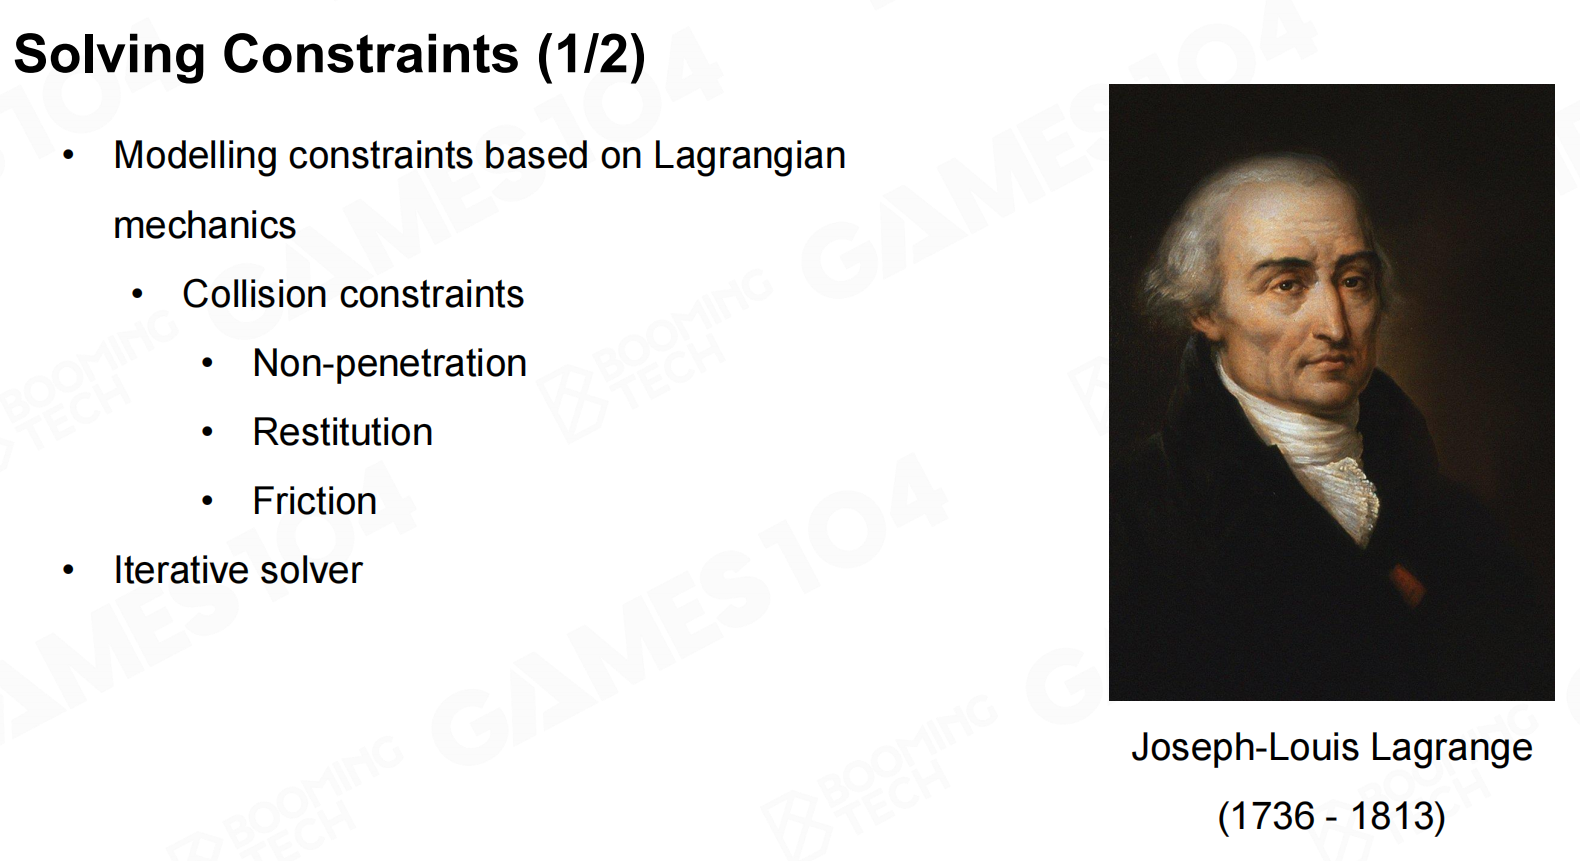 Solving Constraints (1/2)
• Modelling constraints based on Lagrangian
mechanics
• Collision constraints
• Non-penetration
• Restitution
• Friction
• Iterative solver
Joseph-Louis Lagrange
(1736 - 1813)
GAMES104
BOOMING
TECH